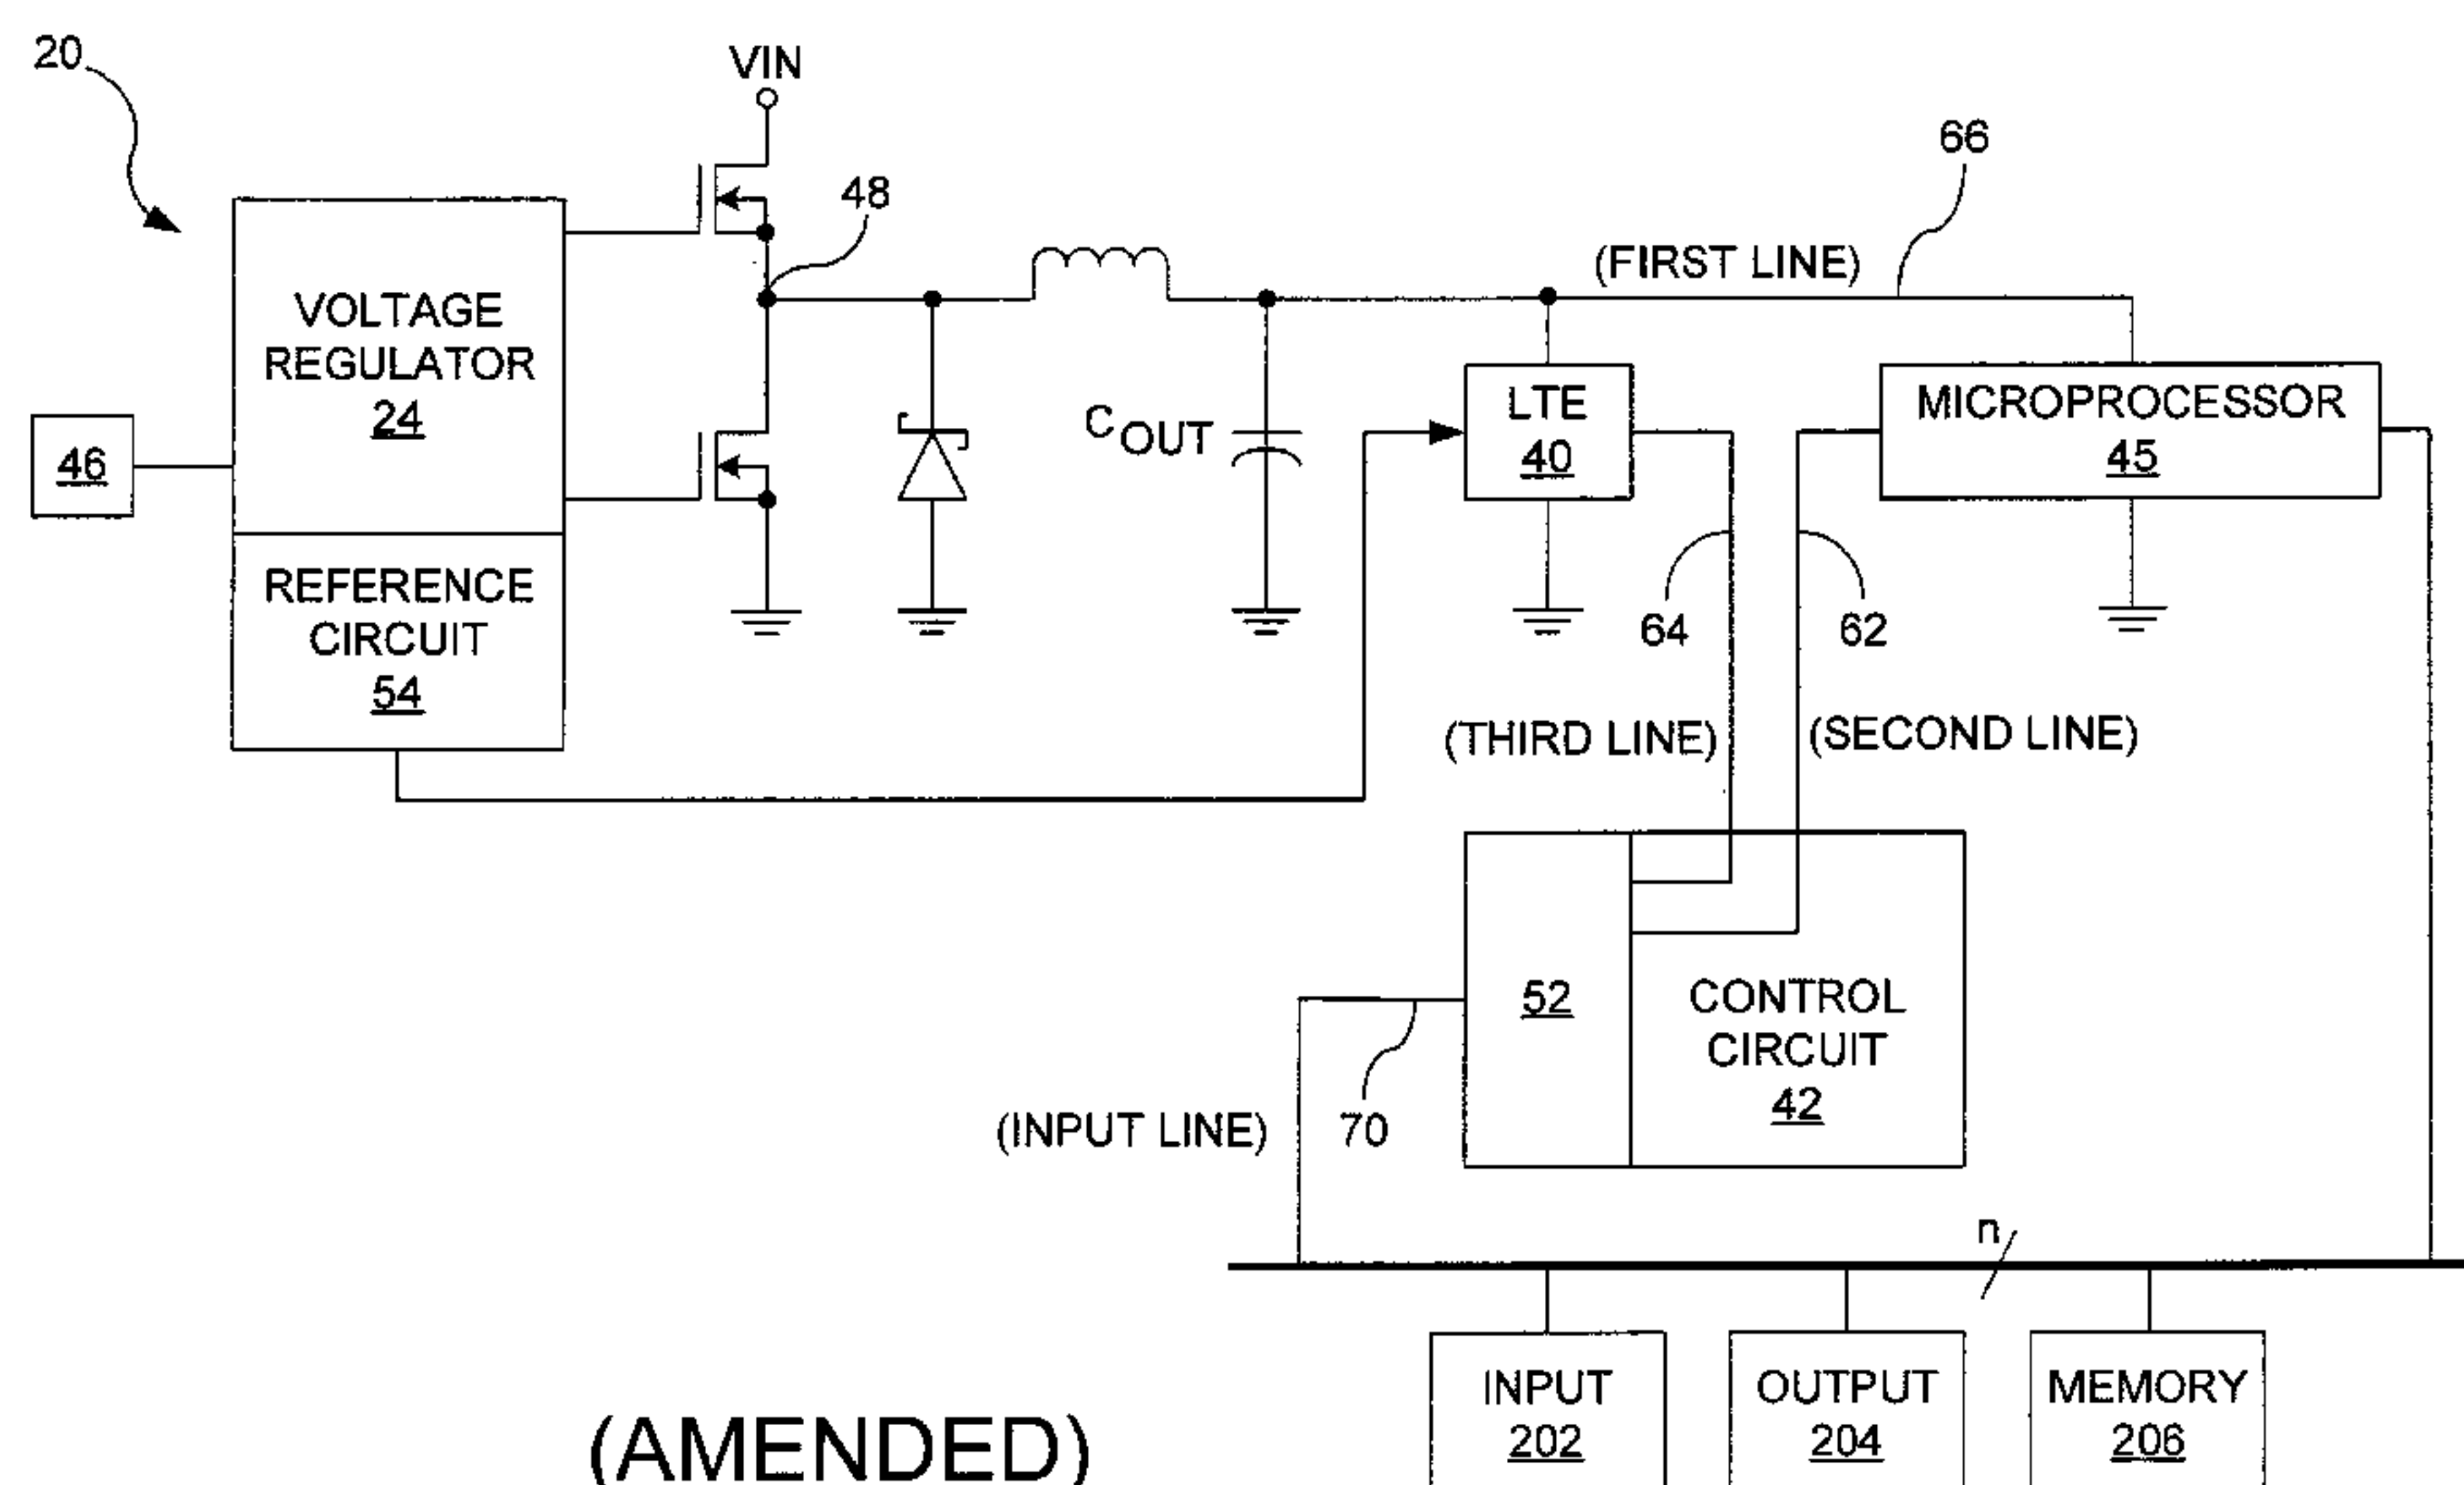 20
VIN
48
66
(FIRST LINE)
VOLTAGE
REGULATOR
24
46
REFERENCE
CIRCUIT
54
COUT
LTE
40
MICROPROCESSOR
45
64
62
(THIRD LINE)
(SECOND LINE)
52
CONTROL
CIRCUIT
42
(INPUT LINE)
70
n
INPUT
202
OUTPUT
204
MEMORY
206
(AMENDED)